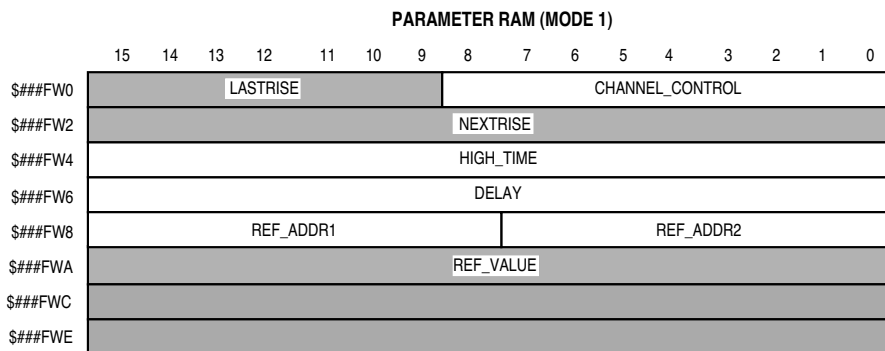 PARAMETER RAM (MODE 1)
15 14 13 12 11 10 9 8 7 6 5 4 3 2 1 0
$###FW0 LASTRISE CHANNEL_CONTROL
$###FW2 NEXTRISE
$###FW4 HIGH_TIME
$###FW6 DELAY
$###FW8 REF_ADDR1 REF_ADDR2
$###FWA REF_VALUE
$###FWC
$###FWE